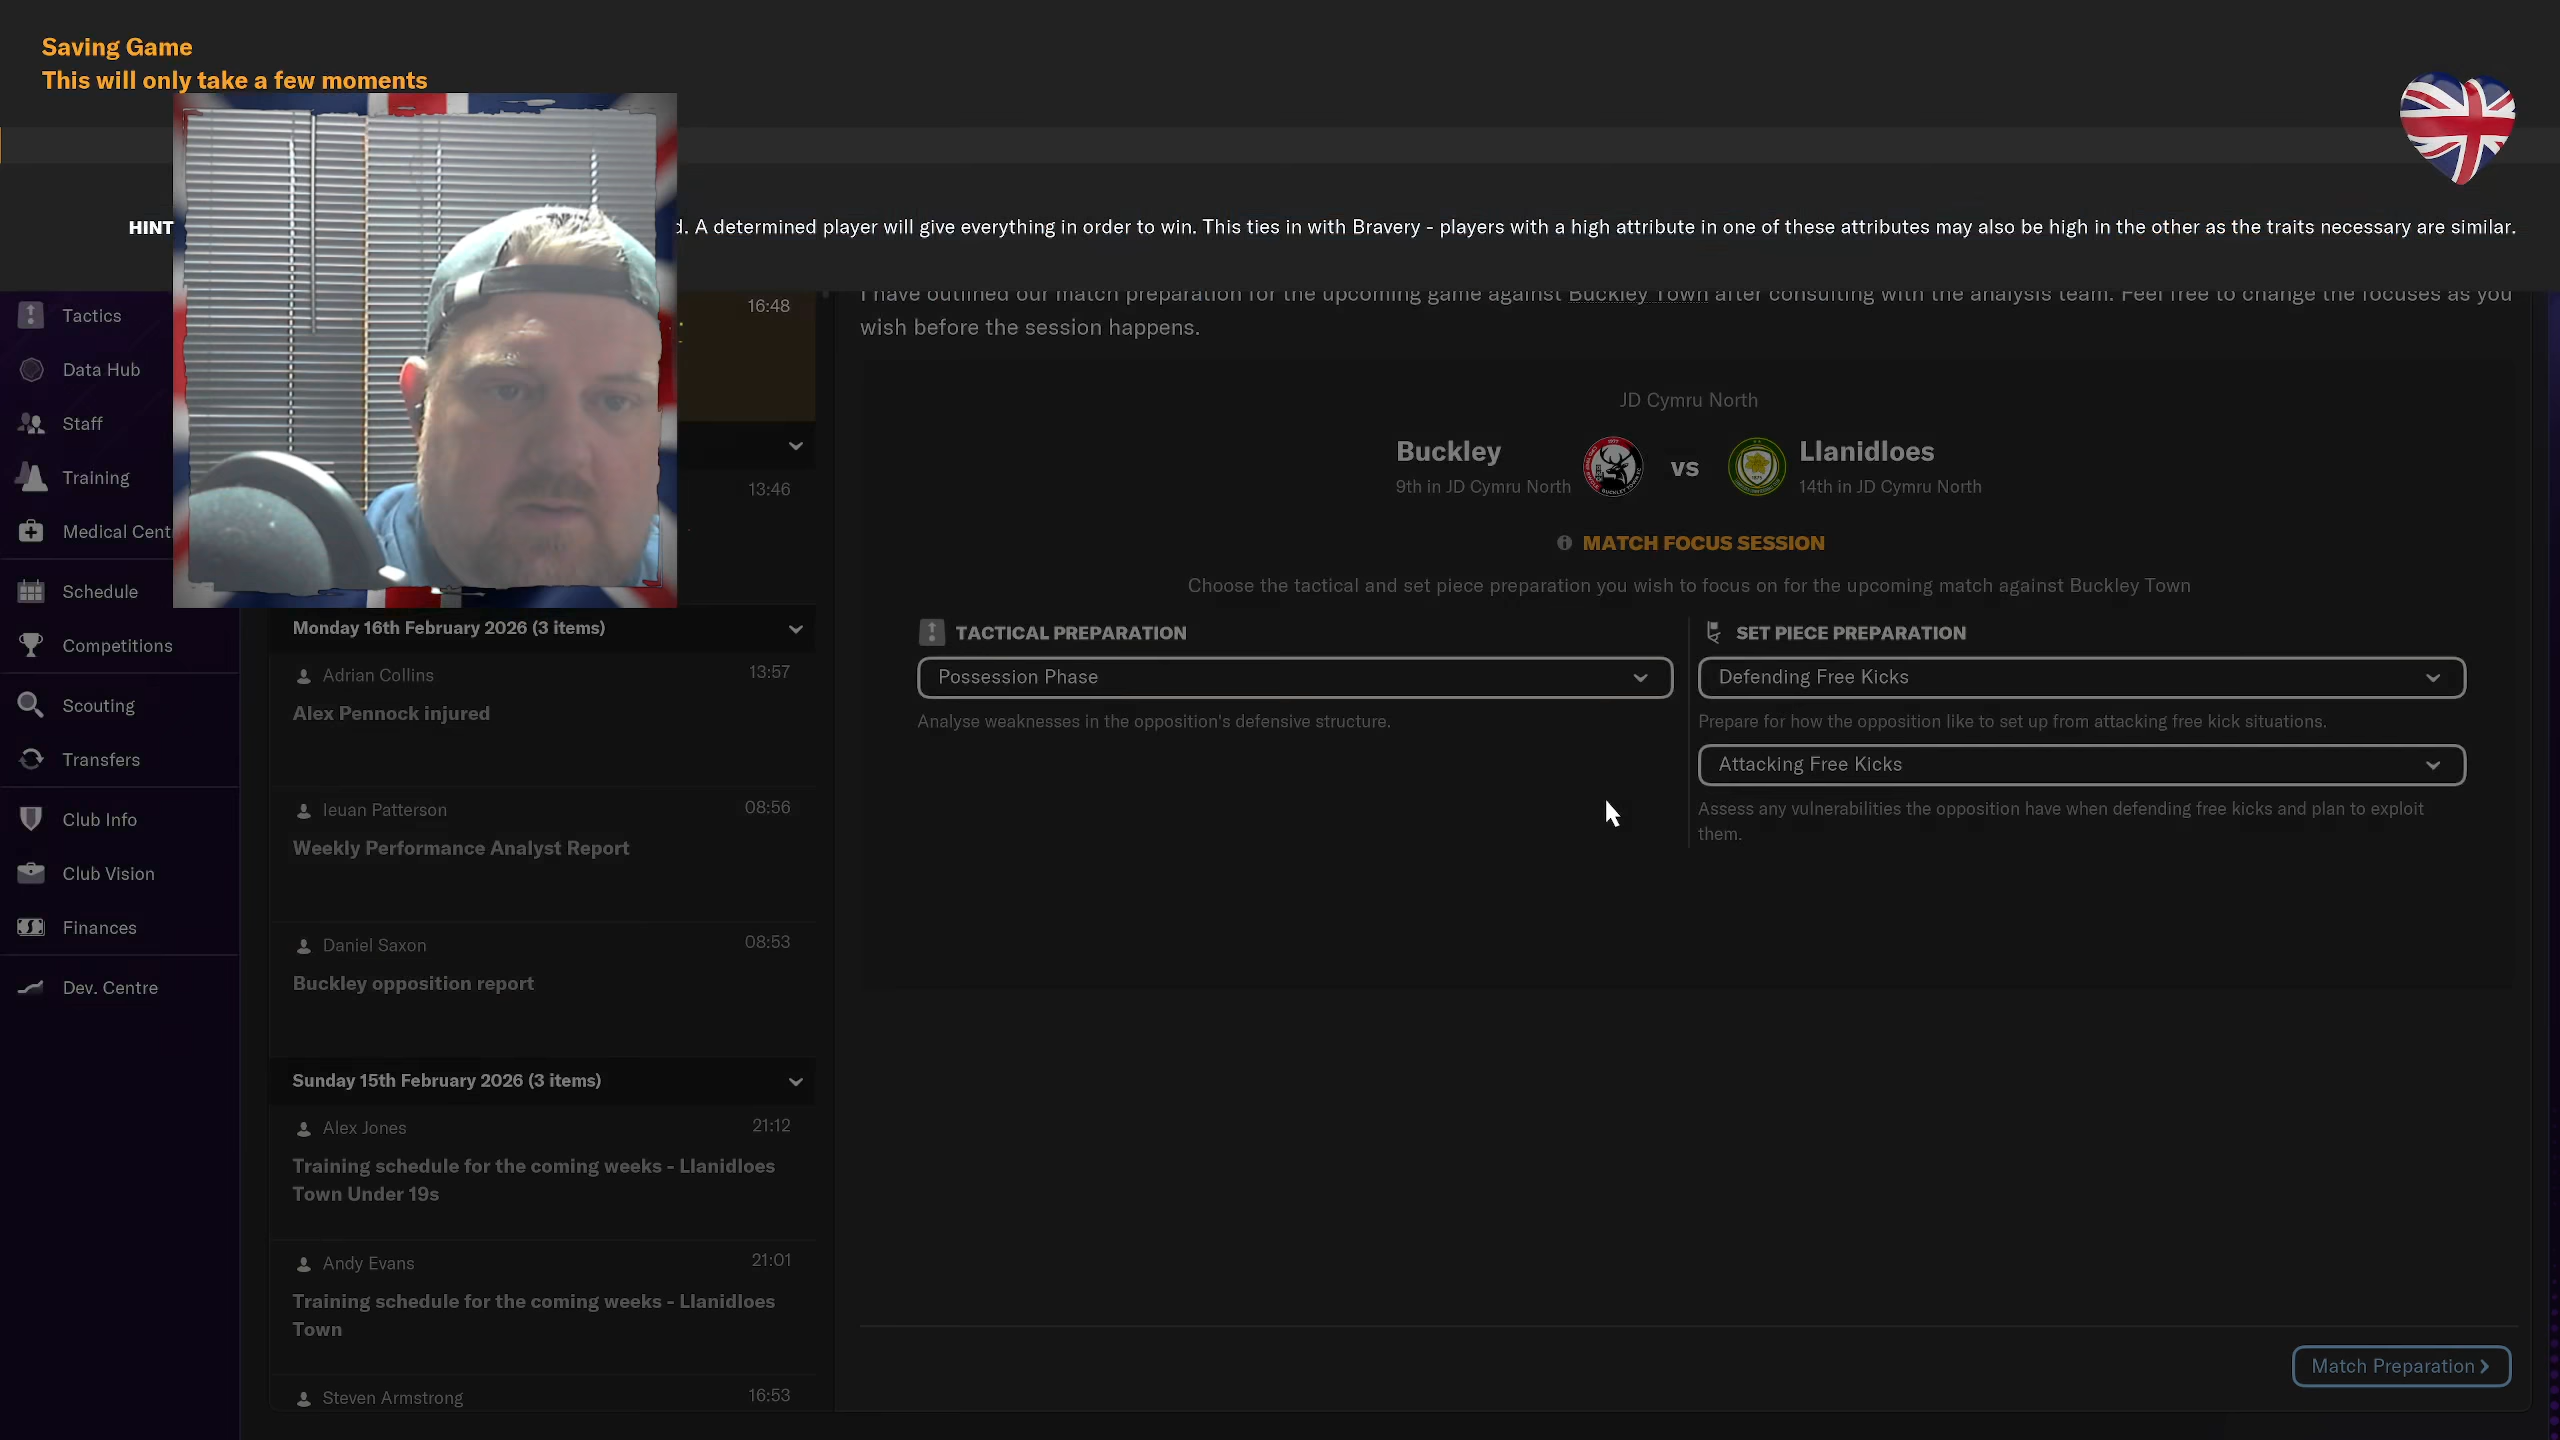 Saving Game
This will only take a few moments
HINT
d. A determined player will give everything in order to win. This ties in with Bravery - players with a high attribute in one of these attributes may also be high in the other as the traits necessary are similar.
Tactics
Data Hub
Staff
Training
Medical Cent
Schedule
Competitions
Scouting
Transfers
Club Info
Club Vision
Finances
Dev. Centre
16:48
13:46
Monday 16th February 2026 (3 items)
Adrian Collins
13:57
Alex Pennock injured
Ieuan Patterson
08:56
Weekly Performance Analyst Report
Daniel Saxon
08:53
Buckley opposition report
Sunday 15th February 2026 (3 items)
Alex Jones
21:12
Training schedule for the coming weeks - Llanidloes
Town Under 19s
Andy Evans
21:01
Training schedule for the coming weeks - Llanidloes
Town
Steven Armstrong
16:53
I have outlined our match preparation for the upcoming game against Buckley Town after consulting with the analysis team. Feel free to change the focuses as you
wish before the session happens.
JD Cymru North
Buckley
9th in JD Cymru North
vs
Llanidloes
14th in JD Cymru North
MATCH FOCUS SESSION
Choose the tactical and set piece preparation you wish to focus on for the upcoming match against Buckley Town
TACTICAL PREPARATION
Possession Phase
Analyse weaknesses in the opposition's defensive structure.
SET PIECE PREPARATION
Defending Free Kicks
Prepare for how the opposition like to set up from attacking free kick situations.
Attacking Free Kicks
Assess any vulnerabilities the opposition have when defending free kicks and plan to exploit
them.
Match Preparation